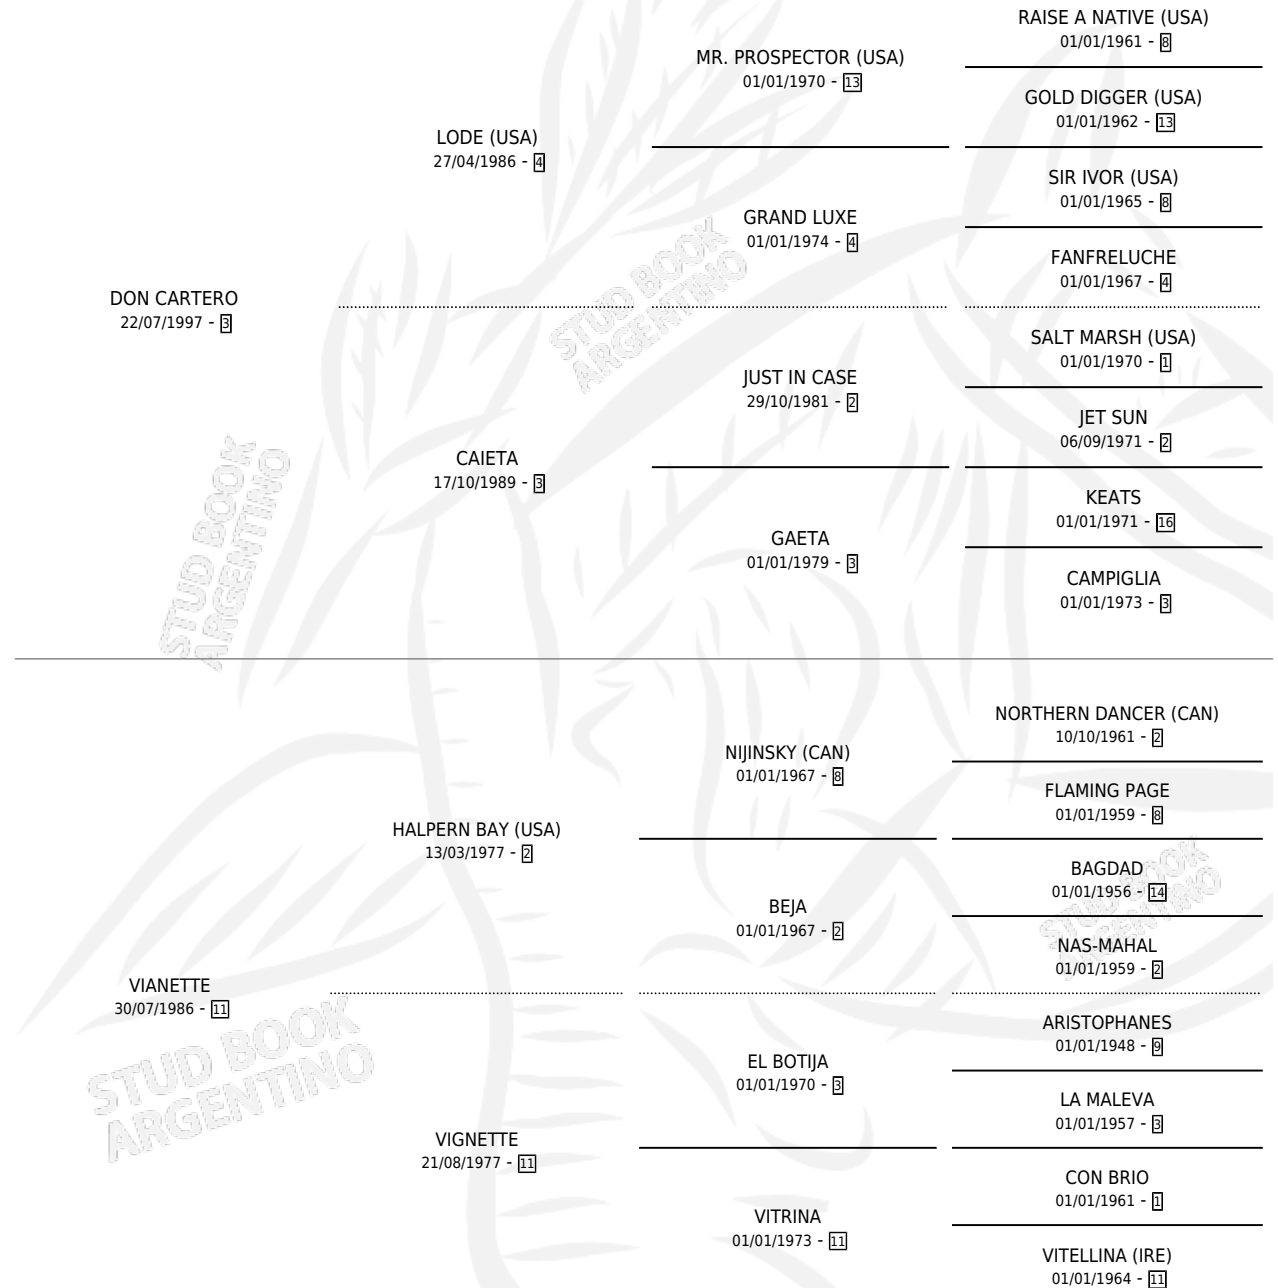 RAISE A NATIVE (USA)
01/01/1961 - 8
MR. PROSPECTOR (USA)
01/01/1970 - 13
GOLD DIGGER (USA)
01/01/1962 - 13
LODE (USA)
27/04/1986 - 4
SIR IVOR (USA)
01/01/1965 - 8
GRAND LUXE
01/01/1974 - 4
FANFRELUCHE
01/01/1967 - 4
DON CARTERO
22/07/1997 - 3
SALT MARSH (USA)
01/01/1970 - 1
JUST IN CASE
29/10/1981 - 2
JET SUN
06/09/1971 - 2
CAIETA
17/10/1989 - 3
KEATS
01/01/1971 - 16
GAETA
01/01/1979 - 3
CAMPIGLIA
01/01/1973 - 3
NORTHERN DANCER (CAN)
10/10/1961 - 2
NIJINSKY (CAN)
01/01/1967 - 8
FLAMING PAGE
01/01/1959 - 8
HALPERN BAY (USA)
13/03/1977 - 2
BAGDAD
01/01/1956 - 14
BEJA
01/01/1967 - 2
NAS-MAHAL
01/01/1959 - 2
VIANETTE
30/07/1986 - 11
ARISTOPHANES
01/01/1948 - 9
EL BOTIJA
01/01/1970 - 3
LA MALEVA
01/01/1957 - 3
VIGNETTE
21/08/1977 - 11
CON BRIO
01/01/1961 - 1
VITRINA
01/01/1973 - 11
VITELLINA (IRE)
01/01/1964 - 11
STUD BOOK
ARGENTINO
STUD BOOK
ARGENTINO
STUD BOOK
ARGENTINO
STUD BOOK
ARGENTINO